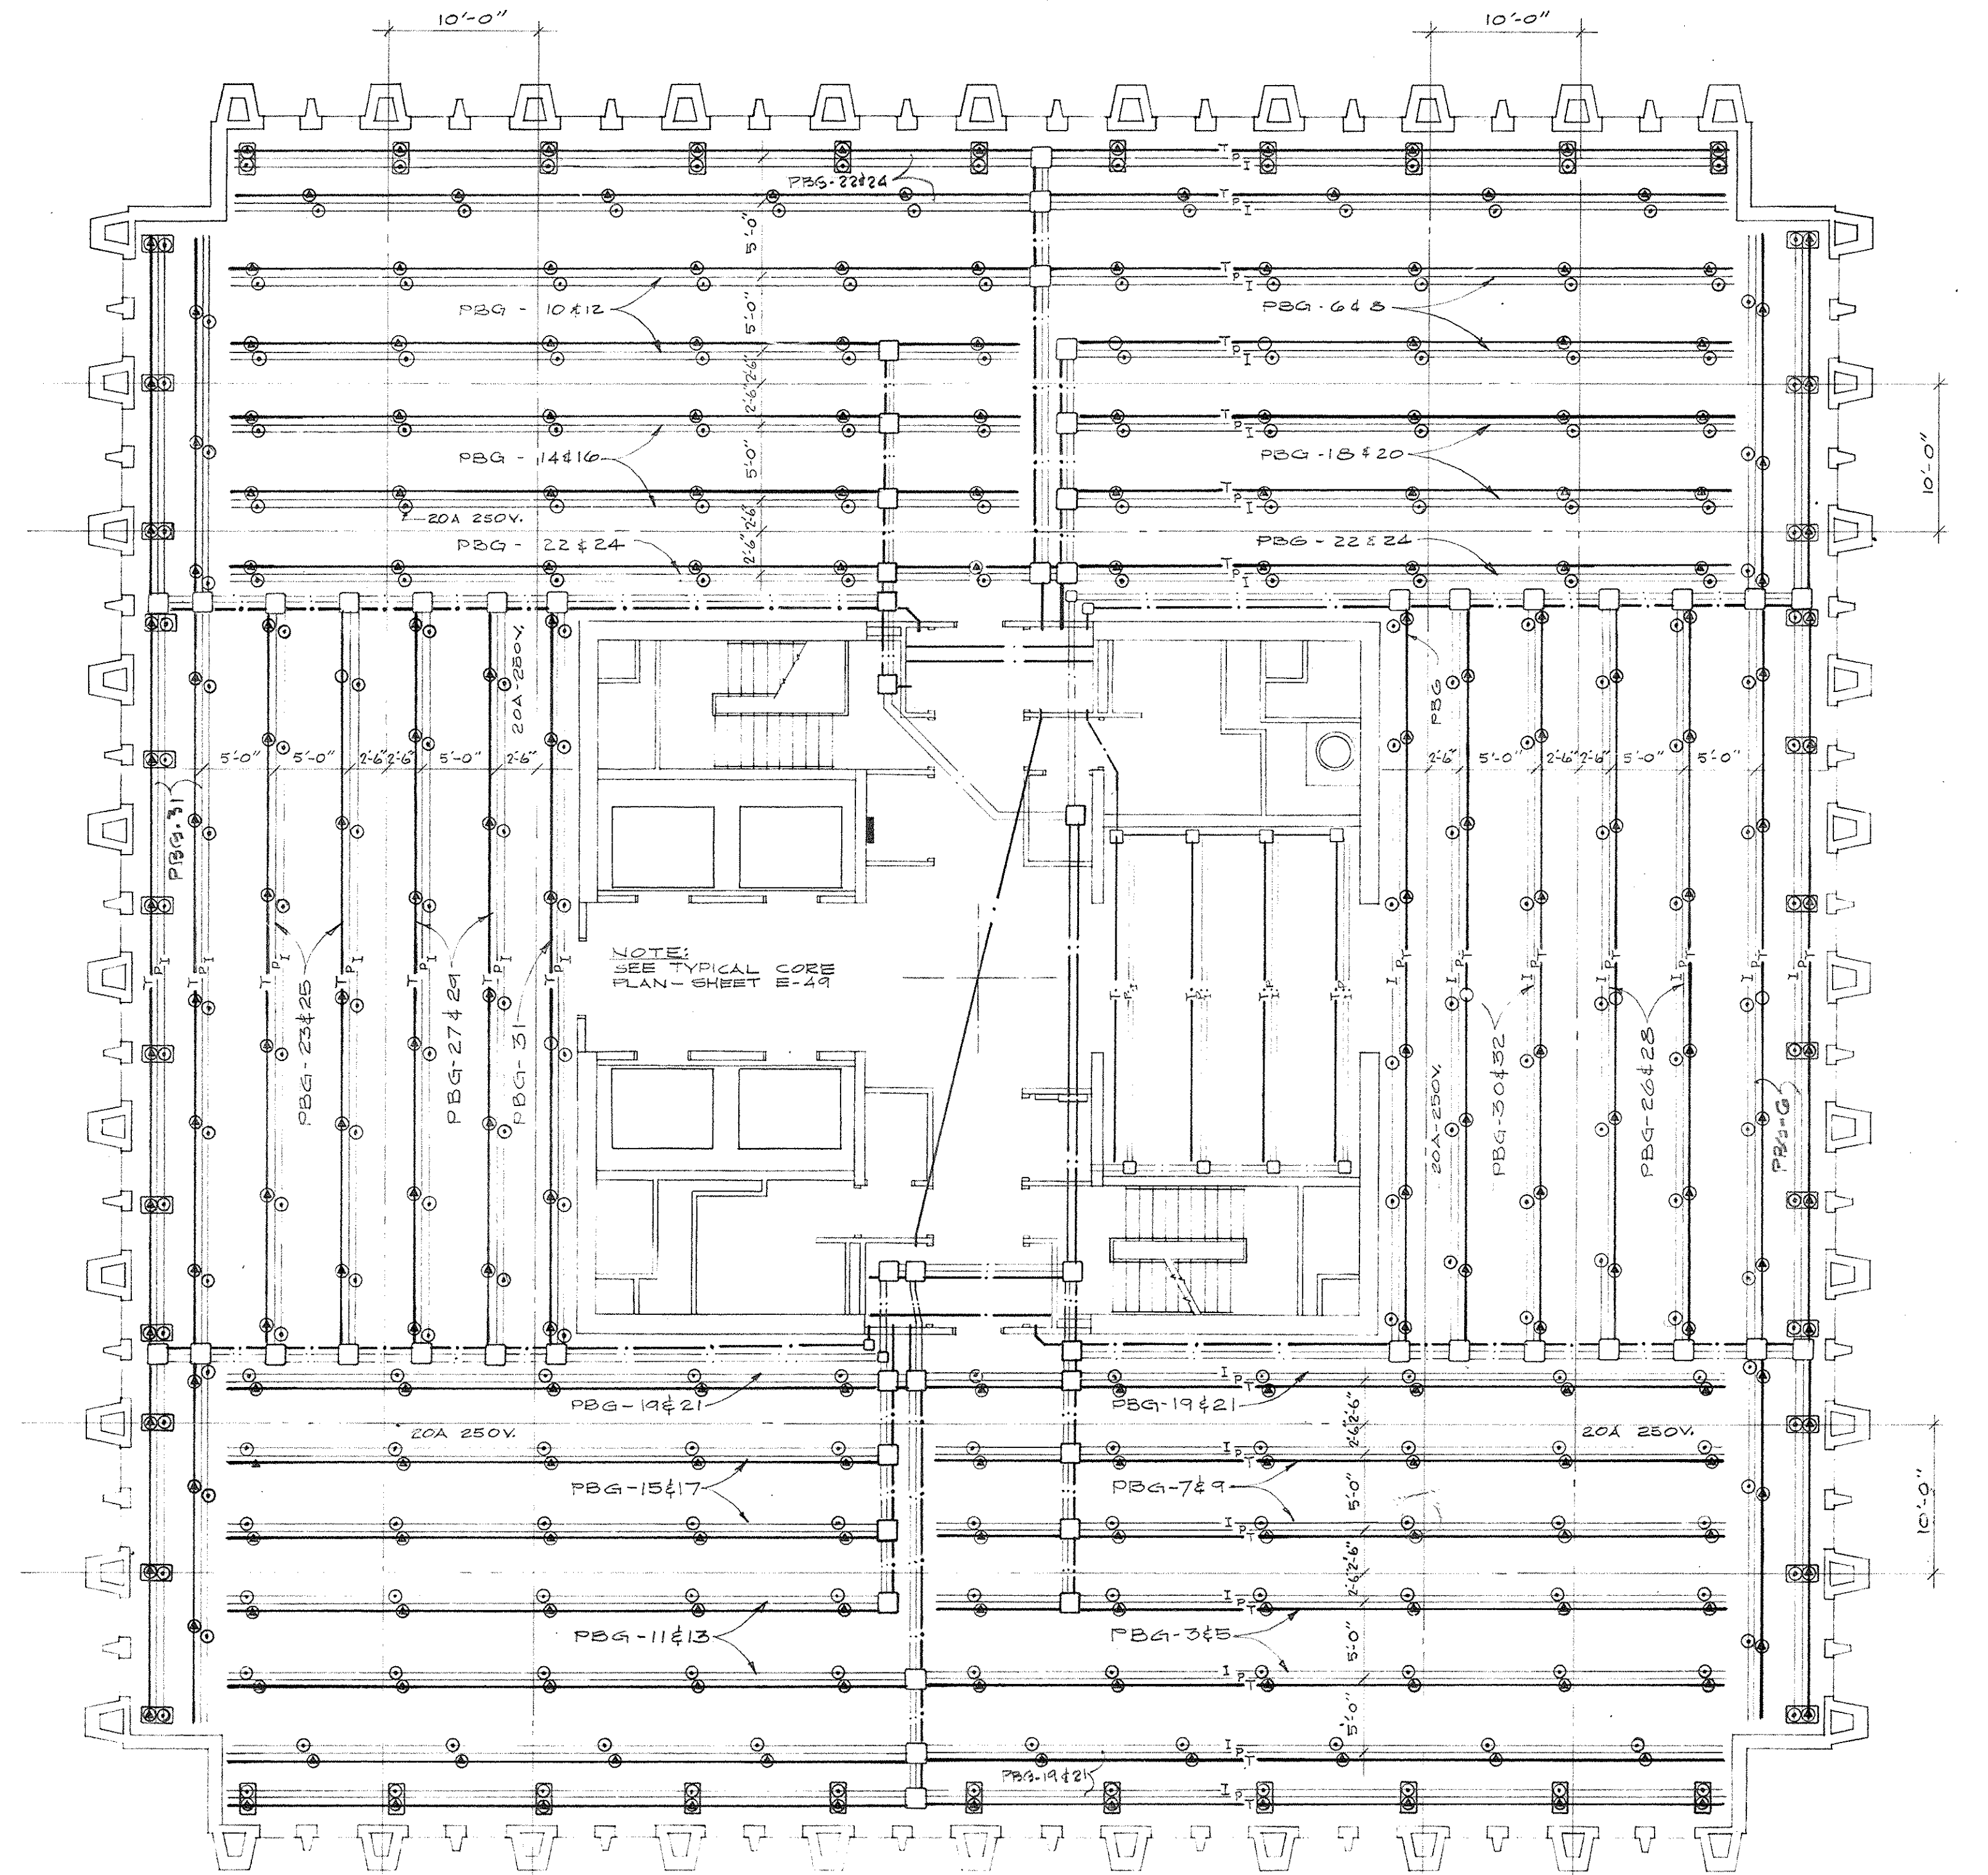 10'-0"
10'-0"
T P I
PBG-22&24
T P I
5'-0"
T P I
PBG - 10&12
5'-0"
PBG-6&8
T P I
2'-6" 2'-6"
T P I
PBG - 14&16
5'-0"
PBG-18&20
10'-0"
T P I
20A 250V.
2'-6" 2'-6"
PBG - 22&24
PBG-22&24
T P I
20A-250V.
PBG
5'-0" 5'-0" 2'-6" 2'-6" 5'-0" 2'-6"
2'-6" 5'-0" 2'-6" 2'-6" 5'-0" 5'-0"
PBG-31
NOTE:
SEE TYPICAL CORE
PLAN-SHEET E-49
T P I
T P I
T P I
T P I
T P I
T P I
T P I
I P T
I P T
I P T
I P T
I P T
I P T
I P T
PBG-23&25
PBG-27&29
PBG-31
20A-250V.
PBG-30&32
PBG-26&28
PBG-6
PBG-19&21
PBG-19&21
I P T
20A 250V.
2'-6" 2'-6"
20A 250V.
I P T
PBG-15&17
PBG-7&9
5'-0"
10'-0"
I P T
2'-6" 2'-6"
I P T
PBG-11&13
PBG-3&5
5'-0"
I P T
5'-0"
I P T
PBG-19&21
I P T